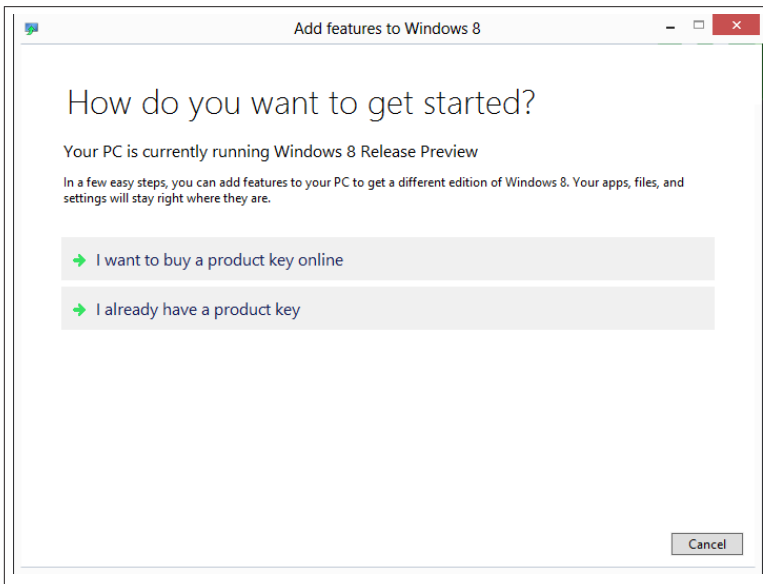 Add features to Windows 8
How do you want to get started?
Your PC is currently running Windows 8 Release Preview
In a few easy steps, you can add features to your PC to get a different edition of Windows 8. Your apps, files, and
settings will stay right where they are.
I want to buy a product key online
I already have a product key
Cancel